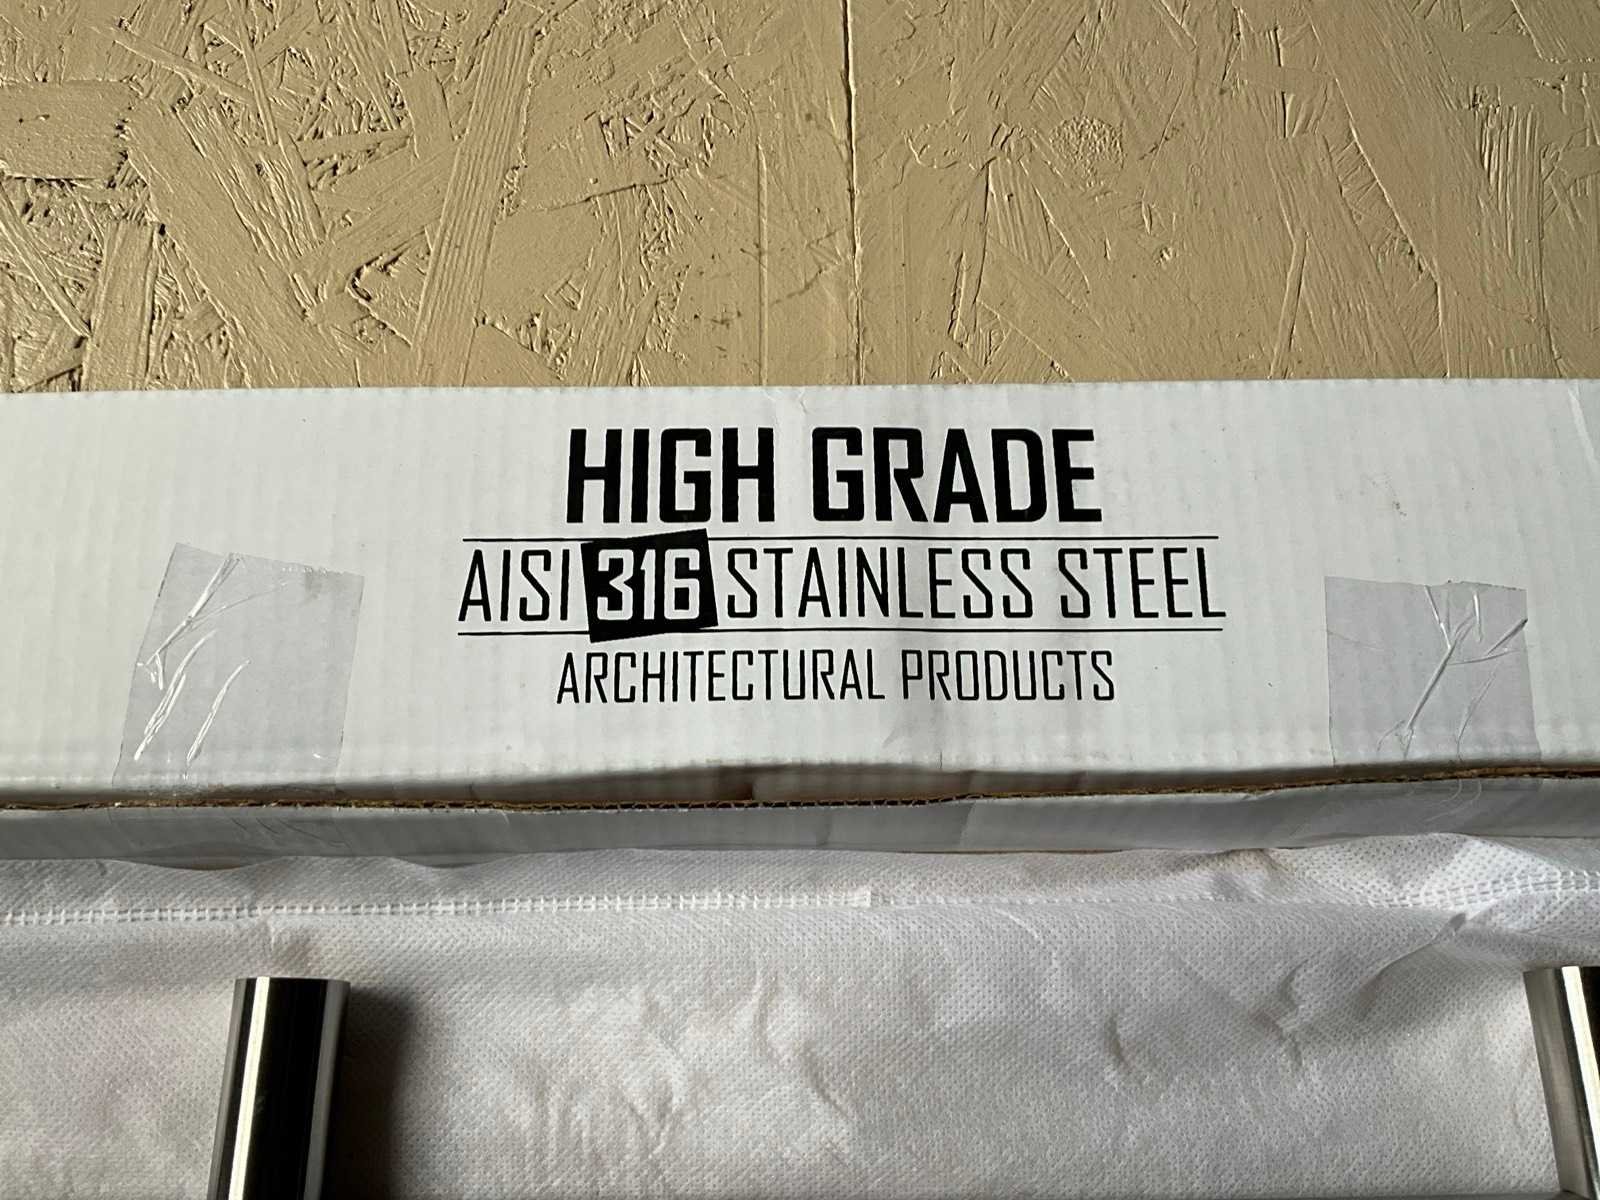 HIGH GRADE
AISI 316 STAINLESS STEEL
ARCHITECTURAL PRODUCTS